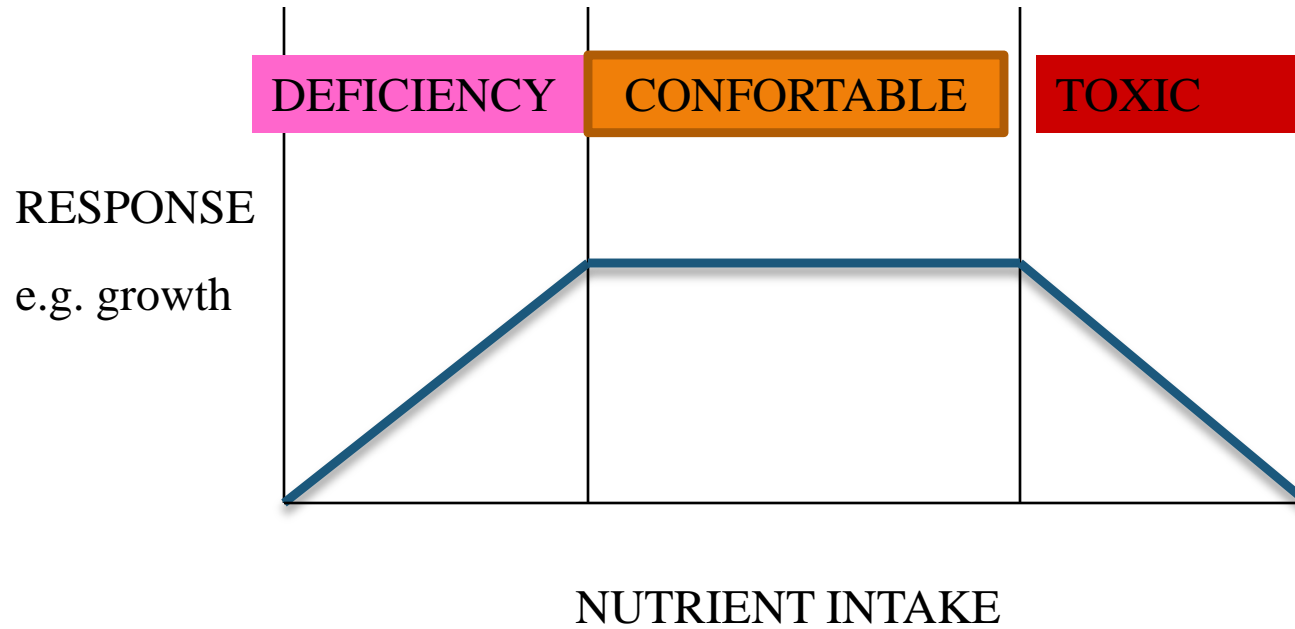 DEFICIENCY
CONFORTABLE
TOXIC
RESPONSE
e.g. growth
NUTRIENT INTAKE